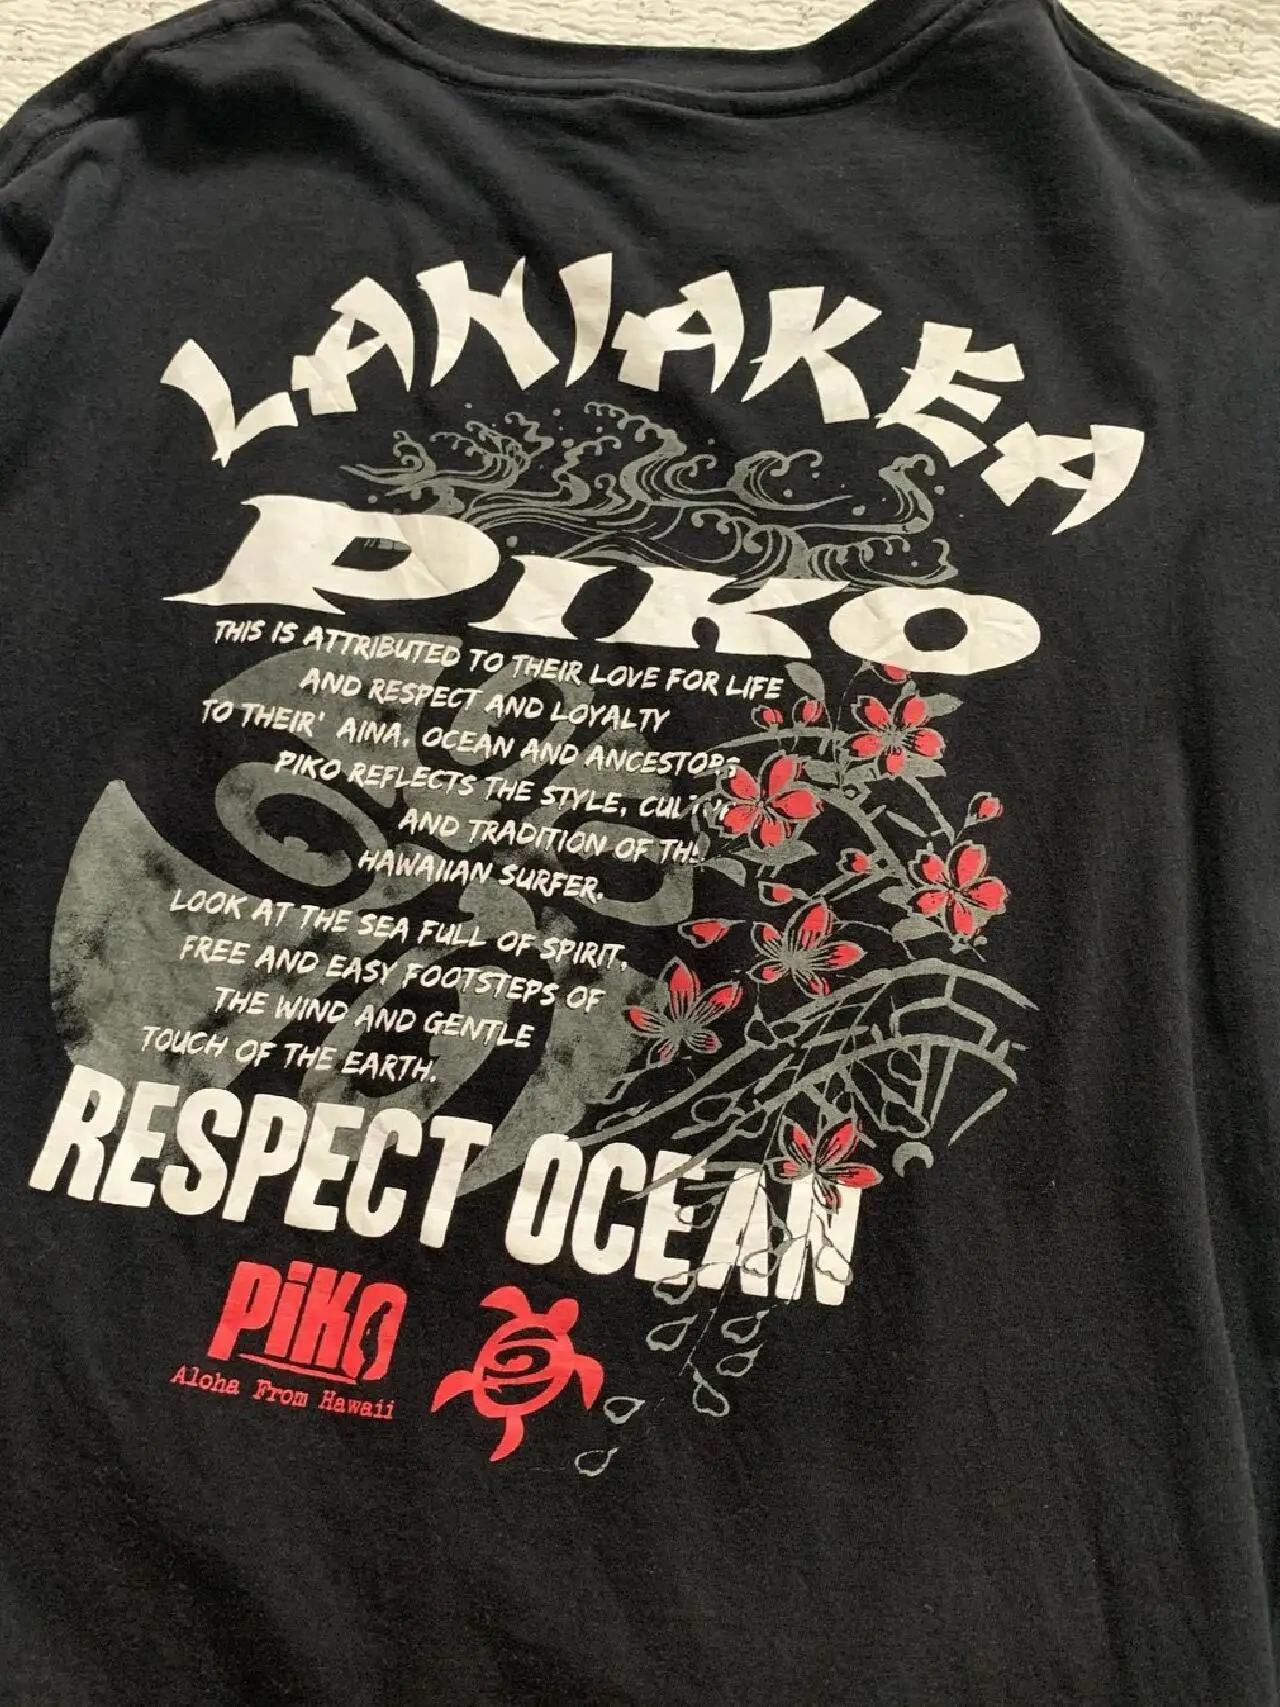 LANIAKEA
PIKO
THIS IS ATTRIBUTED TO THEIR LOVE FOR LIFE
AND RESPECT AND LOYALTY
TO THEIR' AINA, OCEAN AND ANCESTORS
PIKO REFLECTS THE STYLE,
AND TRADITION OF THE
HAWAIIAN SURFER.
LOOK AT THE SEA FULL OF SPIRIT,
FREE AND EASY FOOTSTEPS OF
THE WIND AND GENTLE
TOUCH OF THE EARTH.
RESPECT OCEAN
PiKO
Aloha From Hawaii